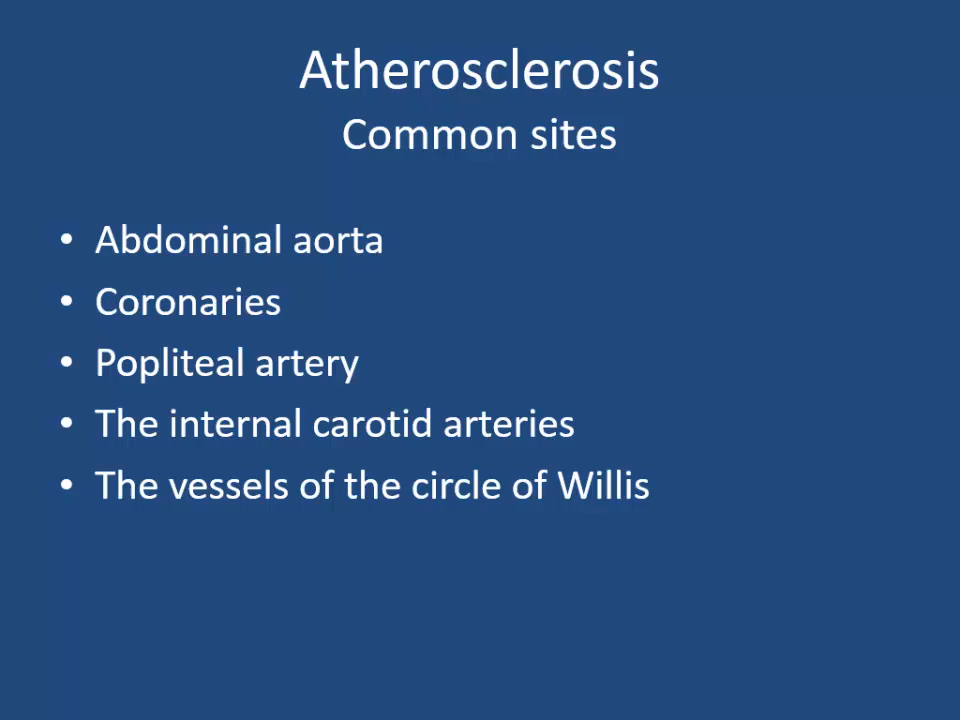 Atherosclerosis
Common sites
• Abdominal aorta
• Coronaries
• Popliteal artery
• The internal carotid arteries
• The vessels of the circle of Willis